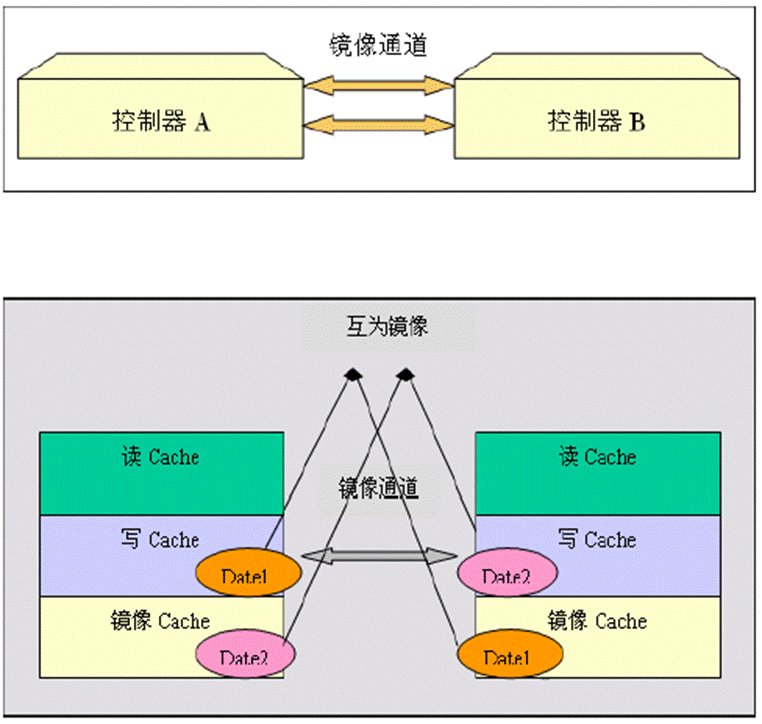 镜像通道
控制器 A
控制器 B
互为镜像
读 Cache
读 Cache
镜像通道
写 Cache
写 Cache
Date1
Date2
镜像 Cache
镜像 Cache
Date2
Date1